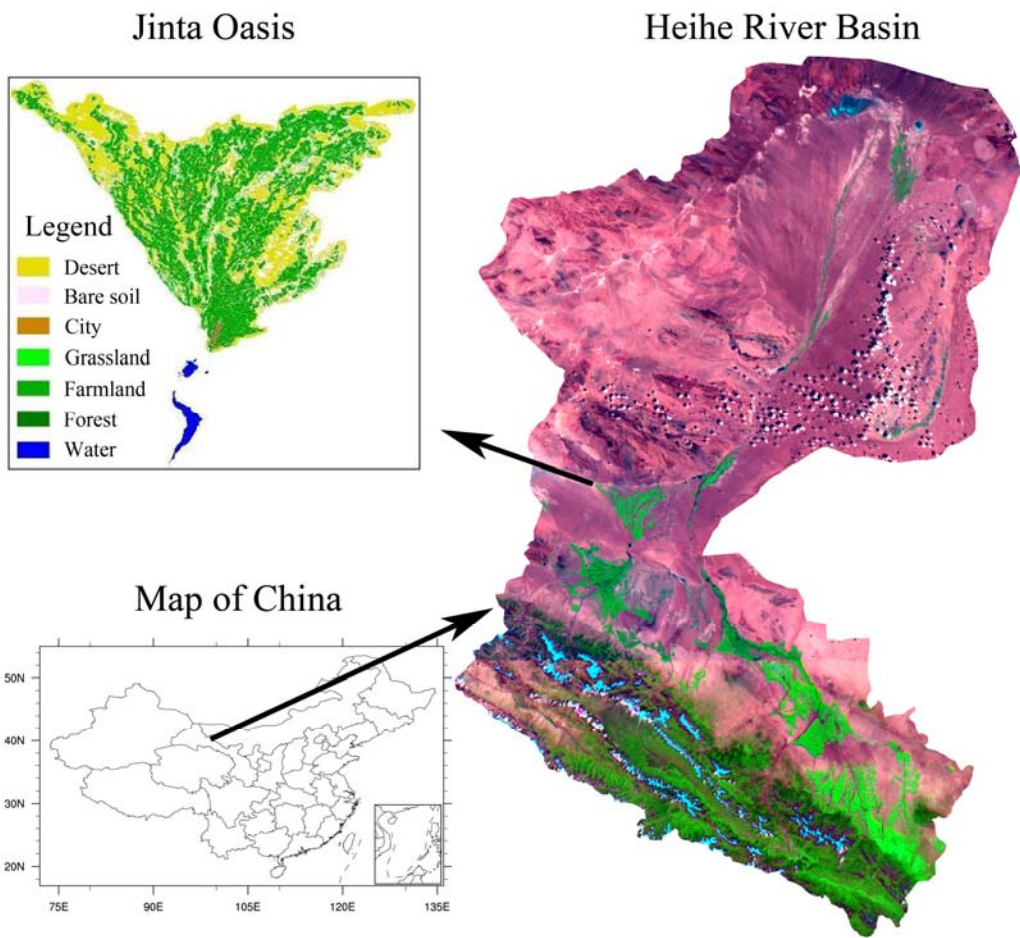 Jinta Oasis
Heihe River Basin
Legend
Desert
Bare soil
City
Grassland
Farmland
Forest
Water
Map of China
50N
40N
30N
20N
75E
90E
105E
120E
135E